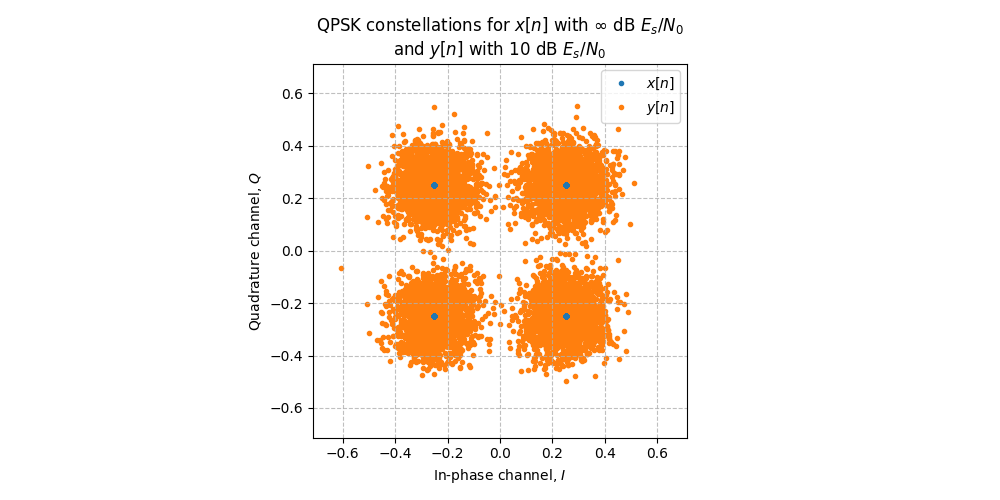 QPSK constellations for x[n] with ∞ dB E_s/N_0
and y[n] with 10 dB E_s/N_0
x[n]
y[n]
Quadrature channel, Q
0.6
0.4
0.2
0.0
−0.2
−0.4
−0.6
−0.6 −0.4 −0.2 0.0 0.2 0.4 0.6
In-phase channel, I